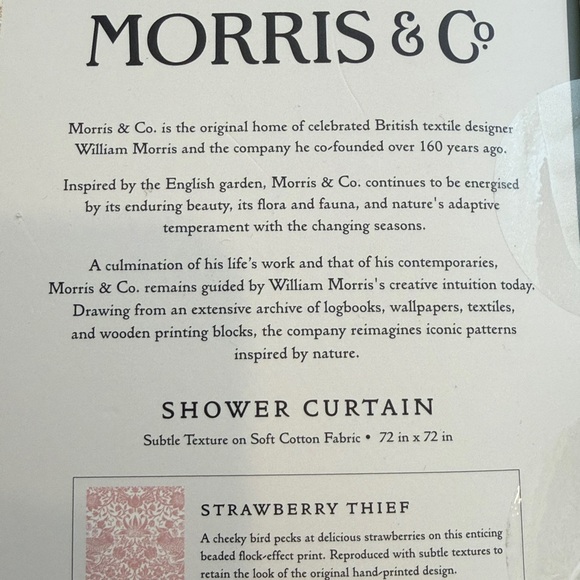 MORRIS & Co
Morris & Co. is the original home of celebrated British textile designer
William Morris and the company he co-founded over 160 years ago.
Inspired by the English garden, Morris & Co. continues to be energised
by its enduring beauty, its flora and fauna, and nature's adaptive
temperament with the changing seasons.
A culmination of his life's work and that of his contemporaries,
Morris & Co. remains guided by William Morris's creative intuition today.
Drawing from an extensive archive of logbooks, wallpapers, textiles,
and wooden printing blocks, the company reimagines iconic patterns
inspired by nature.
SHOWER CURTAIN
Subtle Texture on Soft Cotton Fabric • 72 in x 72 in
STRAWBERRY THIEF
A cheeky bird pecks at delicious strawberries on this enticing
beaded flock-effect print. Reproduced with subtle textures to
retain the look of the original hand-printed design.